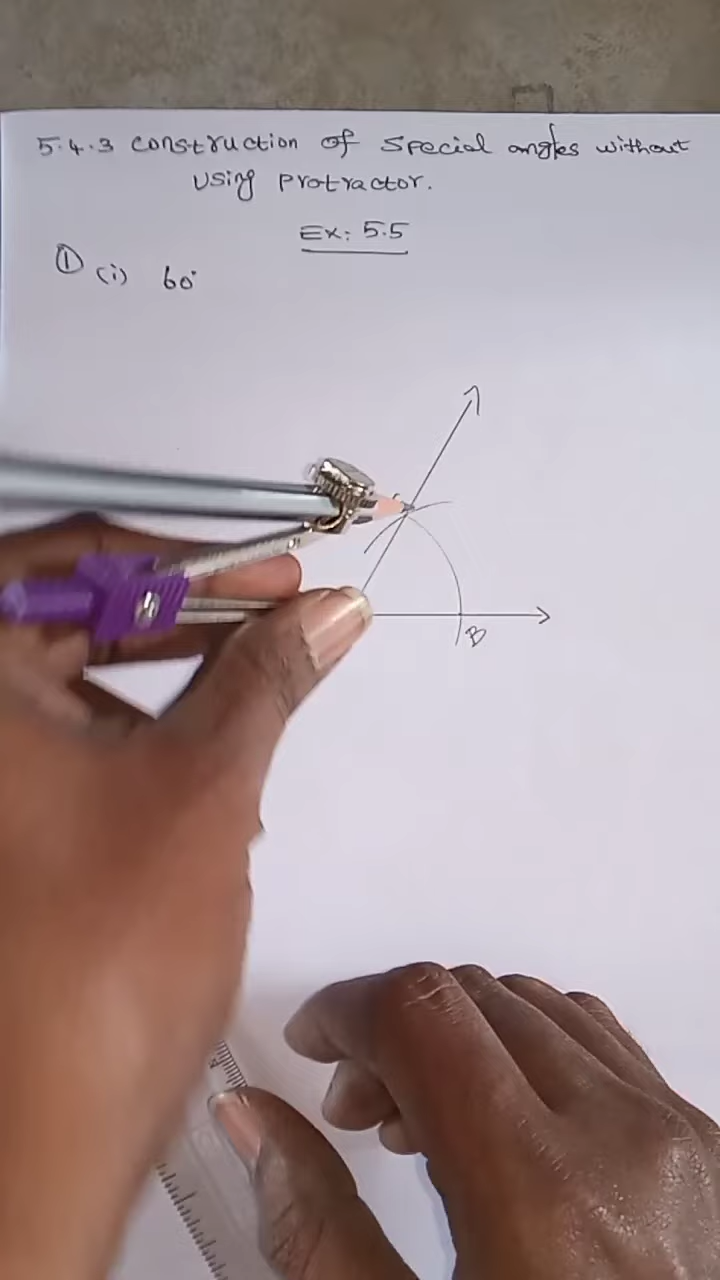 5.4.3 Construction of Special angles without
Using Protractor.
Ex: 5.5
① (i) 60°
B